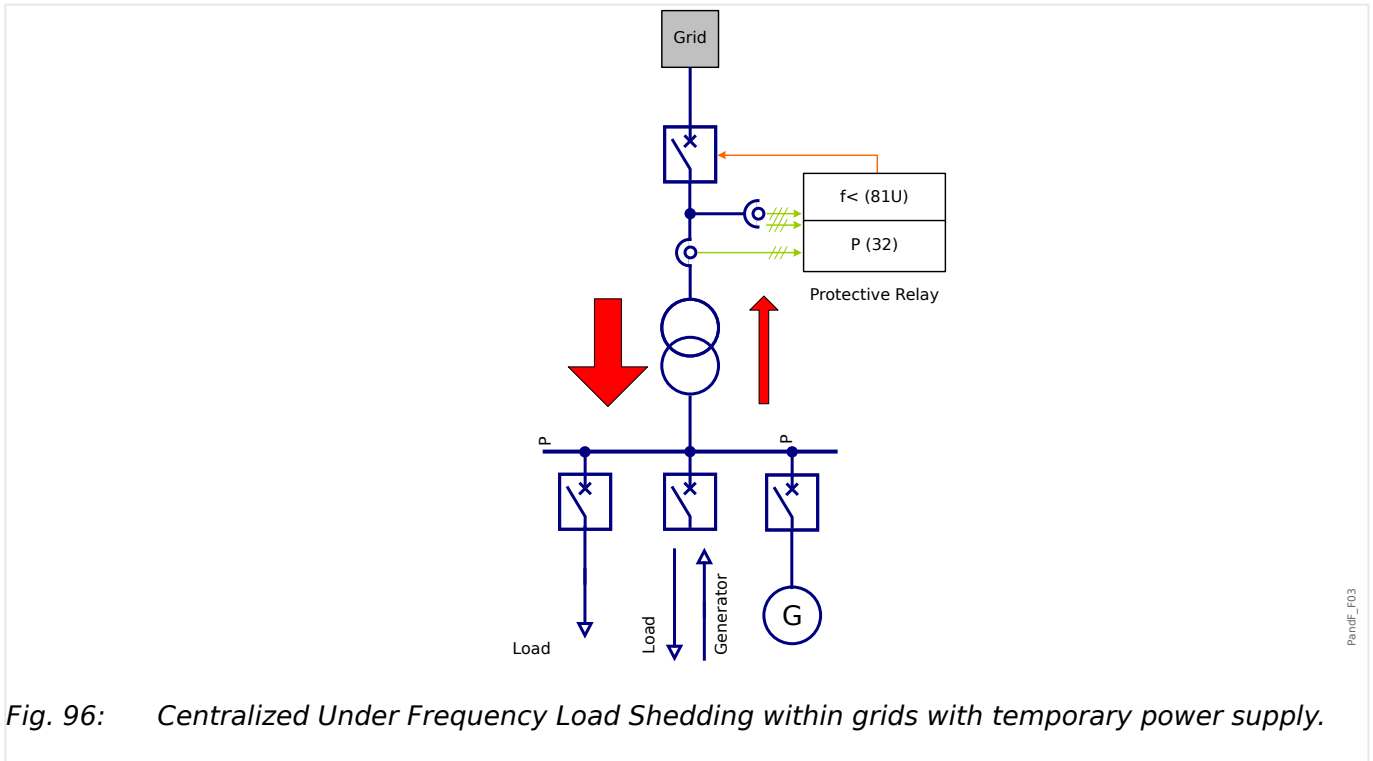 Grid
f< (81U)
P (32)
Protective Relay
P
P
Load
Load
Generator
G
PandF_F03
Fig. 96: Centralized Under Frequency Load Shedding within grids with temporary power supply.